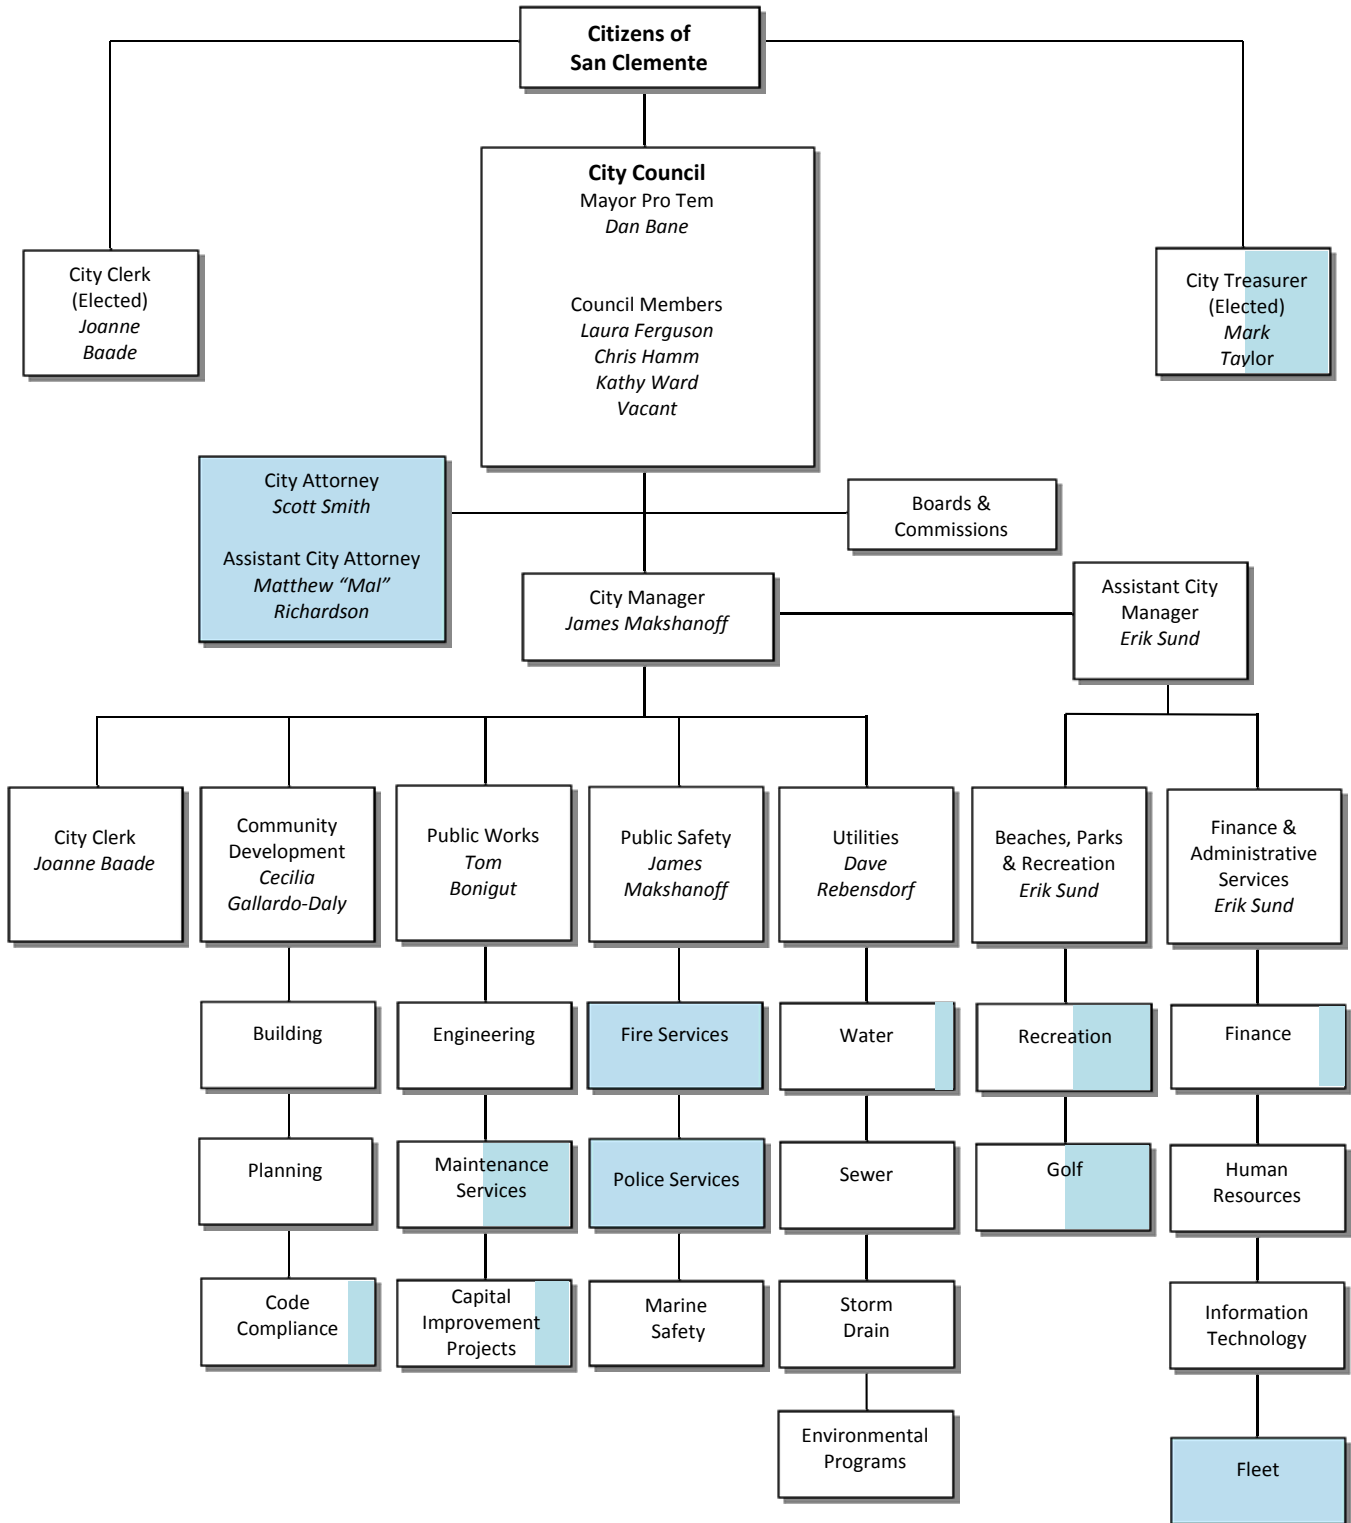 Citizens of
San Clemente
City Council
Mayor Pro Tem
Dan Bane
Council Members
Laura Ferguson
Chris Hamm
Kathy Ward
Vacant
City Clerk
(Elected)
Joanne
Baade
City Treasurer
(Elected)
Mark
Taylor
City Attorney
Scott Smith
Assistant City Attorney
Matthew “Mal”
Richardson
Boards &
Commissions
City Manager
James Makshanoff
Assistant City
Manager
Erik Sund
City Clerk
Joanne Baade
Community
Development
Cecilia
Gallardo-Daly
Public Works
Tom
Bonigut
Public Safety
James
Makshanoff
Utilities
Dave
Rebensdorf
Beaches, Parks
& Recreation
Erik Sund
Finance &
Administrative
Services
Erik Sund
Building
Engineering
Fire Services
Water
Recreation
Finance
Planning
Maintenance
Services
Police Services
Sewer
Golf
Human
Resources
Code
Compliance
Capital
Improvement
Projects
Marine
Safety
Storm
Drain
Information
Technology
Environmental
Programs
Fleet